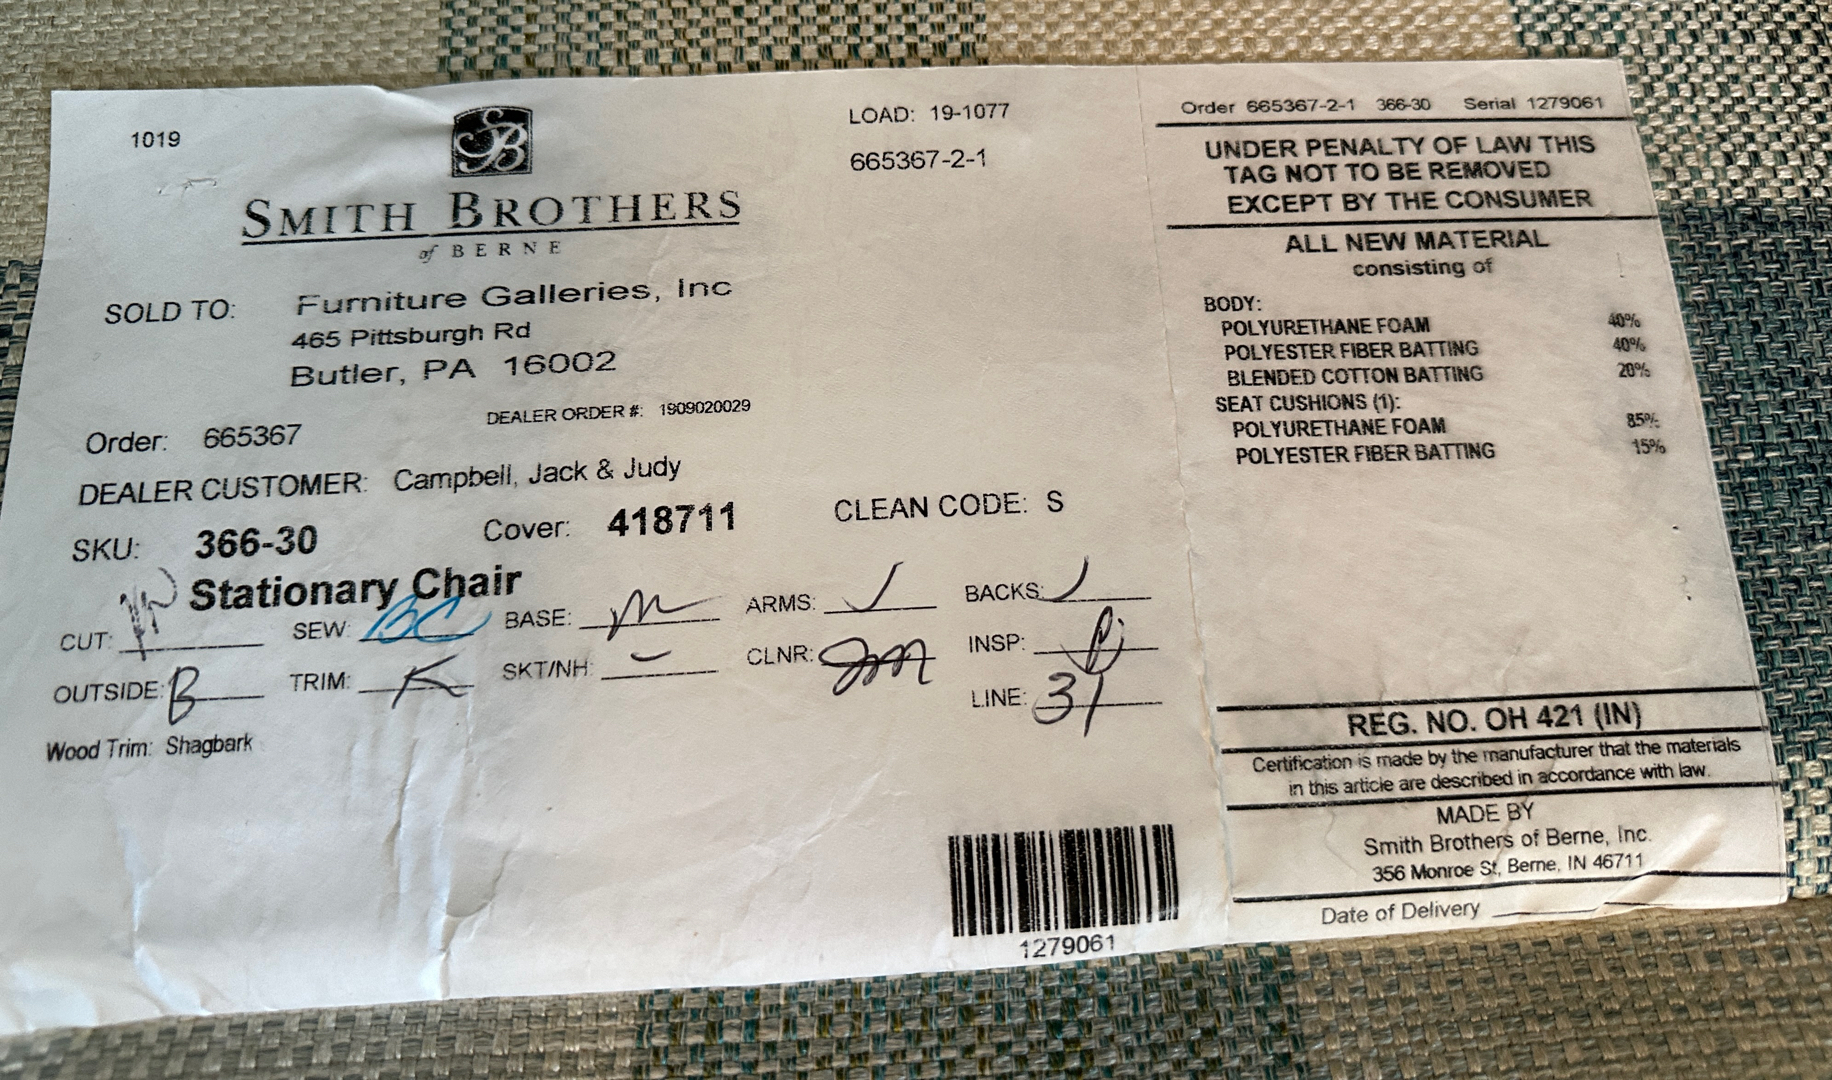 1019
LOAD: 19-1077
665367-2-1
SB
SMITH BROTHERS
of BERNE
SOLD TO: Furniture Galleries, Inc
465 Pittsburgh Rd
Butler, PA 16002
DEALER ORDER #: 1909020029
Order: 665367
DEALER CUSTOMER: Campbell, Jack & Judy
SKU: 366-30 Cover: 418711 CLEAN CODE: S
Stationary Chair
CUT: SEW: BC BASE: ARMS: BACKS:
OUTSIDE: B TRIM: K SKT/NH: CLNR: INSP:
LINE: 31
Wood Trim: Shagbark
1279061
Order 665367-2-1 366-30 Serial 1279061
UNDER PENALTY OF LAW THIS
TAG NOT TO BE REMOVED
EXCEPT BY THE CONSUMER
ALL NEW MATERIAL
consisting of
BODY:
POLYURETHANE FOAM 40%
POLYESTER FIBER BATTING 40%
BLENDED COTTON BATTING 20%
SEAT CUSHIONS (1):
POLYURETHANE FOAM 85%
POLYESTER FIBER BATTING 15%
REG. NO. OH 421 (IN)
Certification is made by the manufacturer that the materials
in this article are described in accordance with law.
MADE BY
Smith Brothers of Berne, Inc.
356 Monroe St, Berne, IN 46711
Date of Delivery